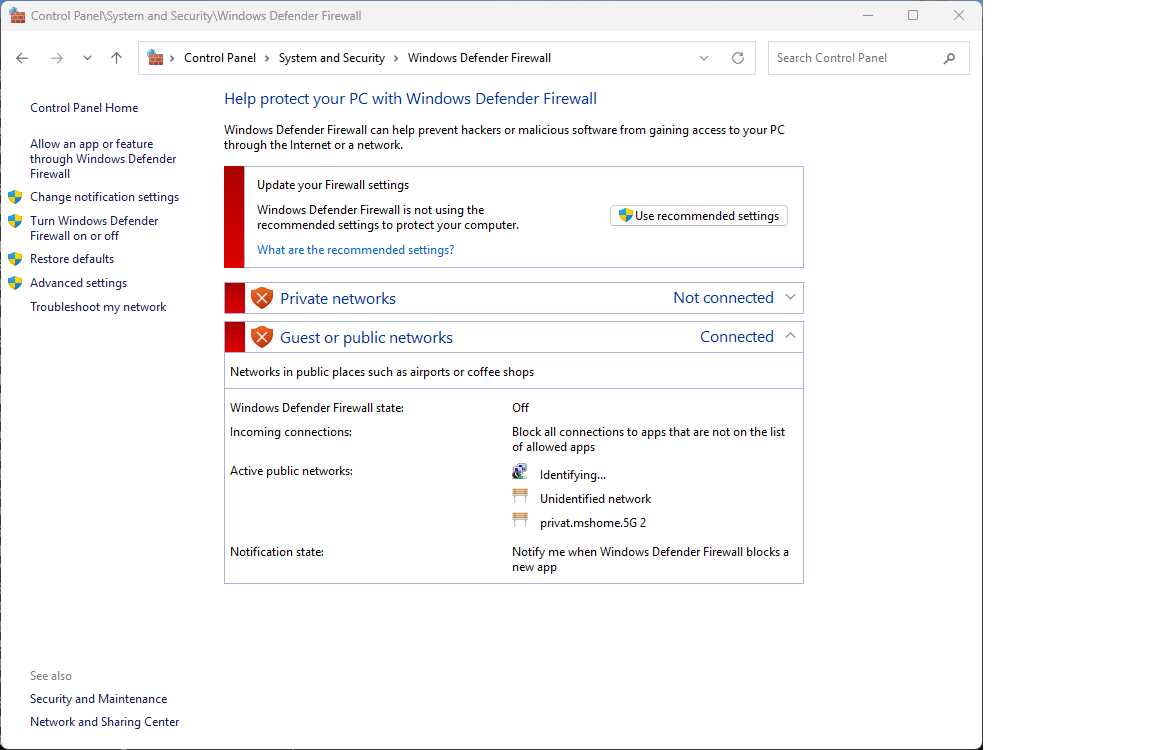 Control Panel\System and Security\Windows Defender Firewall
Control Panel
System and Security
Windows Defender Firewall
Search Control Panel
Control Panel Home
Allow an app or feature
through Windows Defender
Firewall
Change notification settings
Turn Windows Defender
Firewall on or off
Restore defaults
Advanced settings
Troubleshoot my network
Help protect your PC with Windows Defender Firewall
Windows Defender Firewall can help prevent hackers or malicious software from gaining access to your PC
through the Internet or a network.
Update your Firewall settings
Windows Defender Firewall is not using the
recommended settings to protect your computer.
Use recommended settings
What are the recommended settings?
Private networks
Not connected
Guest or public networks
Connected
Networks in public places such as airports or coffee shops
Windows Defender Firewall state:
Off
Incoming connections:
Block all connections to apps that are not on the list
of allowed apps
Active public networks:
Identifying...
Unidentified network
privat.mshome.5G 2
Notification state:
Notify me when Windows Defender Firewall blocks a
new app
See also
Security and Maintenance
Network and Sharing Center